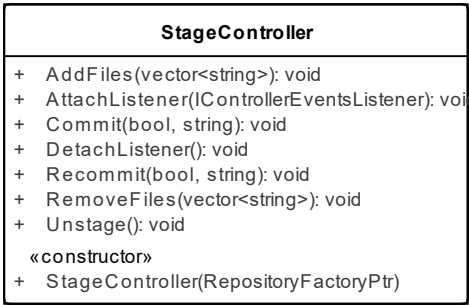 StageController
+ AddFiles(vector<string>): void
+ AttachListener(IControllerEventsListener): voi
+ Commit(bool, string): void
+ DetachListener(): void
+ Recommit(bool, string): void
+ RemoveFiles(vector<string>): void
+ Unstage(): void
«constructor»
+ StageController(RepositoryFactoryPtr)